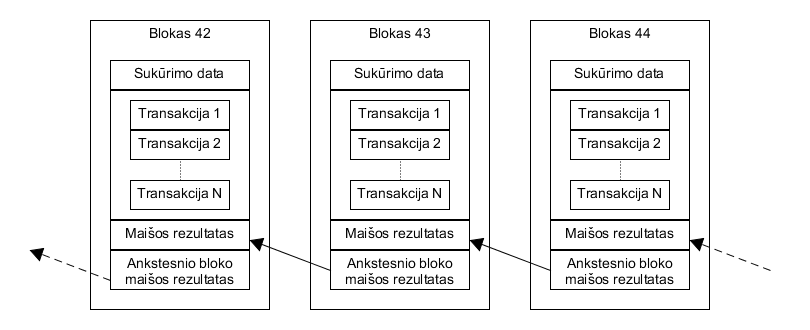 Blokas 42
Sukūrimo data
Transakcija 1
Transakcija 2
Transakcija N
Maišos rezultatas
Ankstesnio bloko
maišos rezultatas
Blokas 43
Sukūrimo data
Transakcija 1
Transakcija 2
Transakcija N
Maišos rezultatas
Ankstesnio bloko
maišos rezultatas
Blokas 44
Sukūrimo data
Transakcija 1
Transakcija 2
Transakcija N
Maišos rezultatas
Ankstesnio bloko
maišos rezultatas